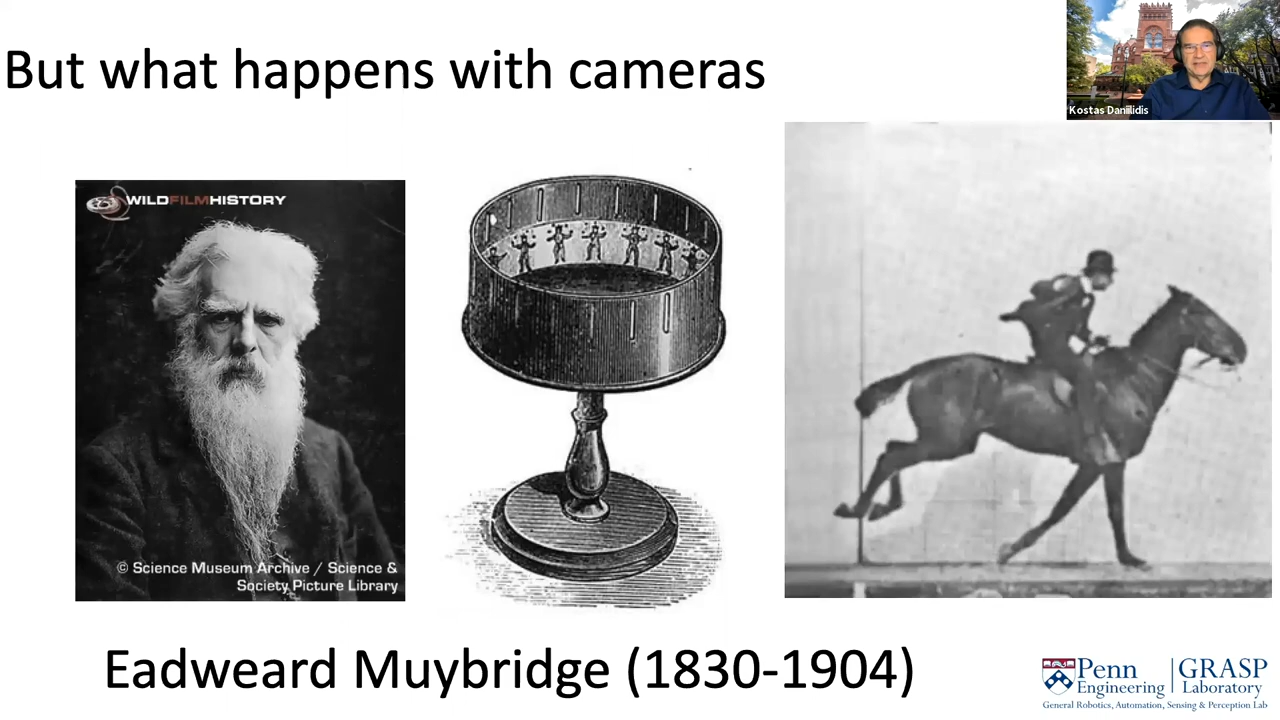 But what happens with cameras
Kostas Daniilidis
WILDFILMHISTORY
© Science Museum Archive / Science &
Society Picture Library
Eadweard Muybridge (1830-1904)
Penn
Engineering
GRASP
Laboratory
General Robotics, Automation, Sensing & Perception Lab